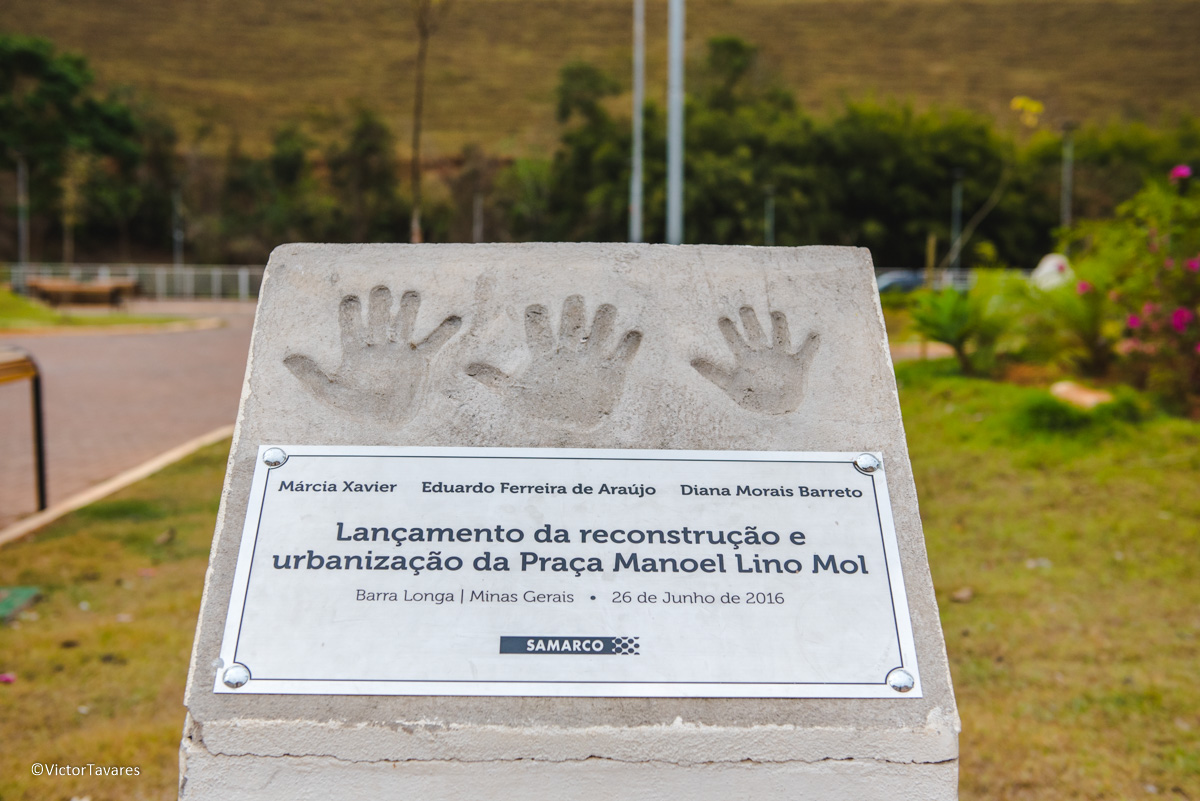 Márcia Xavier Eduardo Ferreira de Araújo Diana Morais Barreto
Lançamento da reconstrução e
urbanização da Praça Manoel Lino Mol
Barra Longa | Minas Gerais • 26 de Junho de 2016
SAMARCO
©VictorTavares